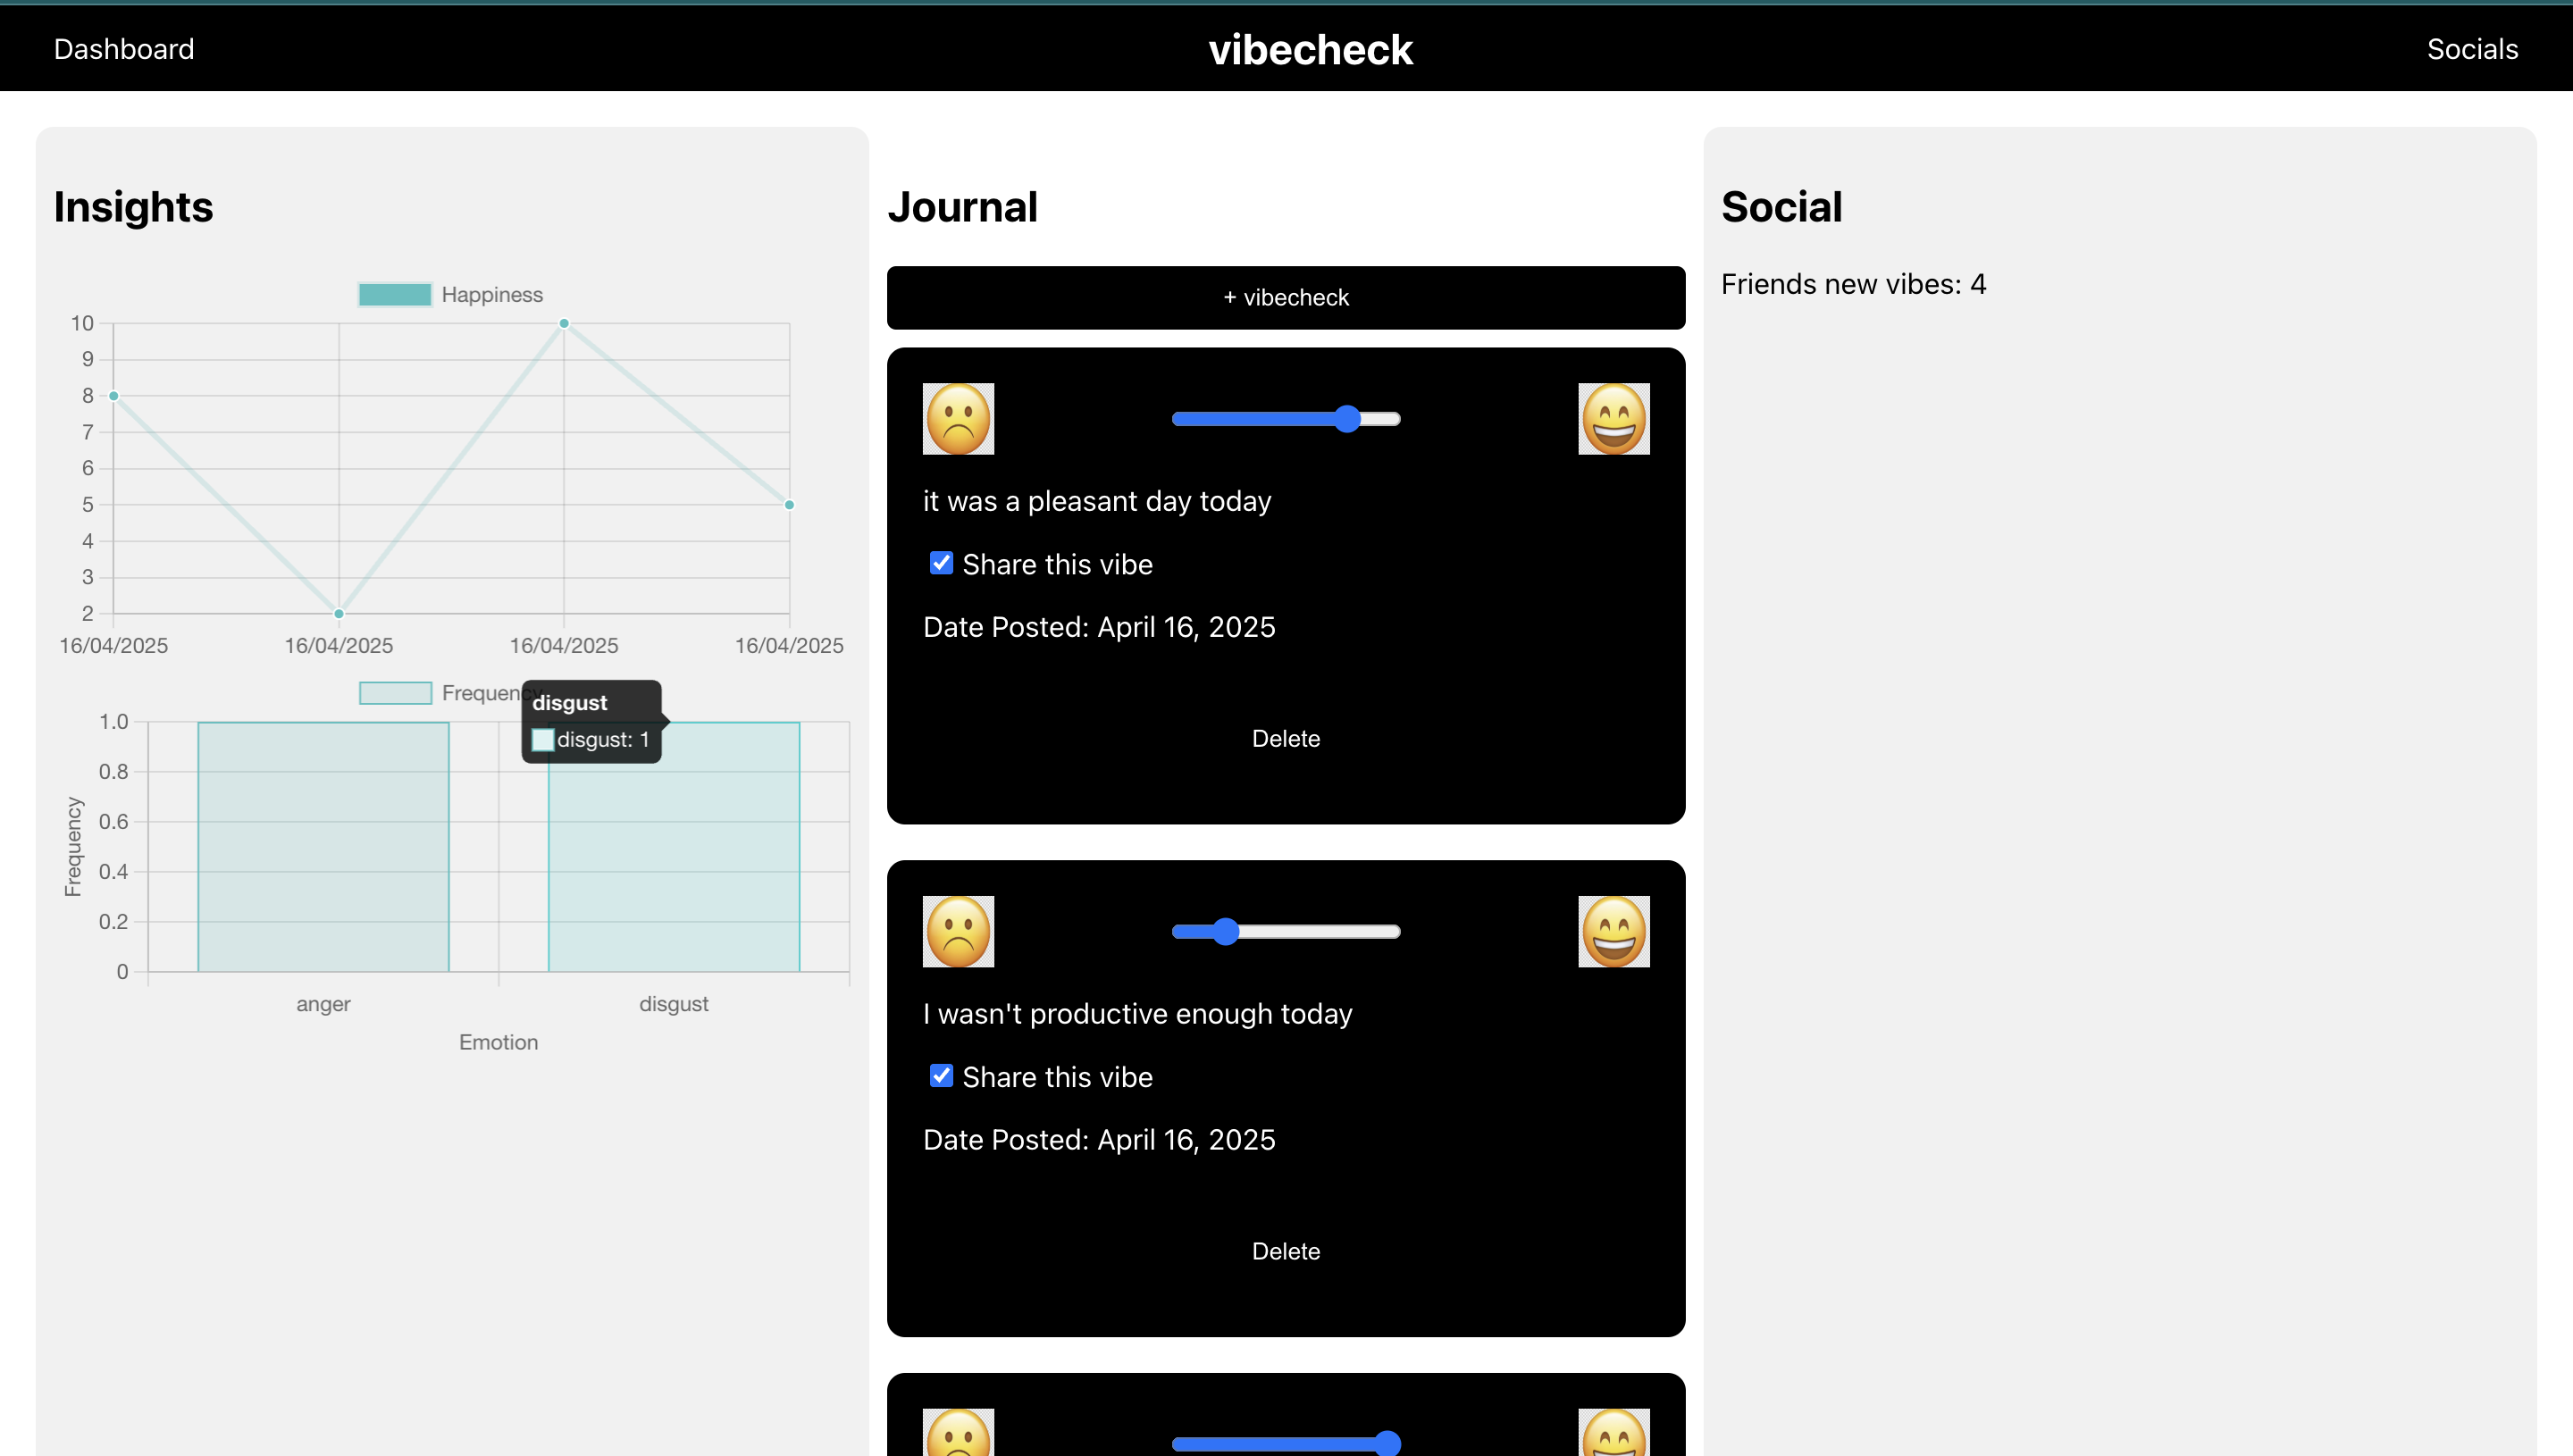 Dashboard
vibecheck
Socials
Insights
Happiness
10
9
8
7
6
5
4
3
2
16/04/2025 16/04/2025 16/04/2025 16/04/2025
Frequency
disgust
disgust: 1
1.0
0.8
0.6
0.4
0.2
0
Frequency
anger disgust
Emotion
Journal
+ vibecheck
it was a pleasant day today
Share this vibe
Date Posted: April 16, 2025
Delete
I wasn't productive enough today
Share this vibe
Date Posted: April 16, 2025
Delete
Social
Friends new vibes: 4